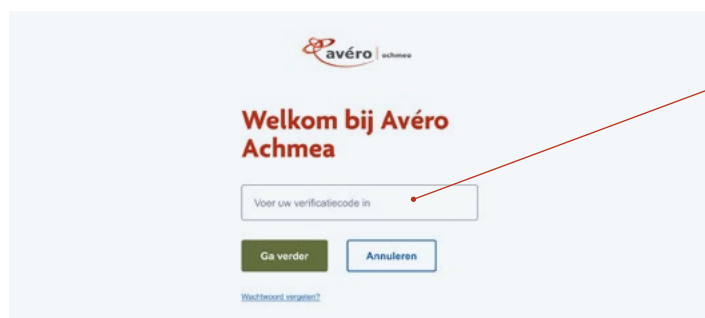 avéro achmea
Welkom bij Avéro
Achmea
Voer uw verificatiecode in
Ga verder
Annuleren
Wachtwoord vergeten?